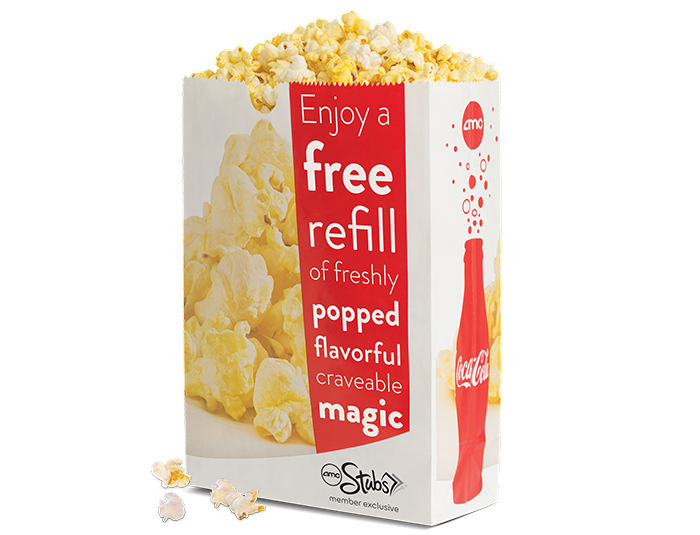 Enjoy a
free
refill
of freshly
popped
flavorful
craveable
magic
amc
Stubs
member exclusive
amc
Coca-Cola